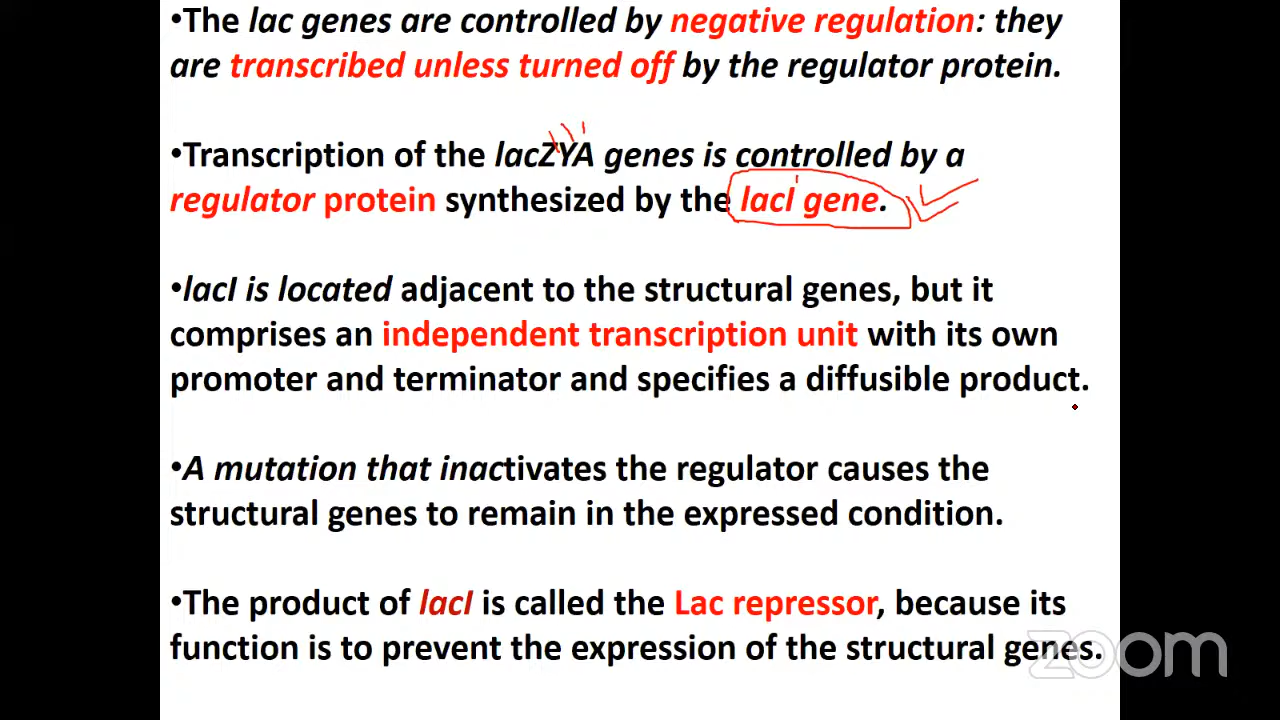 •The lac genes are controlled by negative regulation: they
are transcribed unless turned off by the regulator protein.
•Transcription of the lacZYA genes is controlled by a
regulator protein synthesized by the lacI gene.
•lacI is located adjacent to the structural genes, but it
comprises an independent transcription unit with its own
promoter and terminator and specifies a diffusible product.
•A mutation that inactivates the regulator causes the
structural genes to remain in the expressed condition.
•The product of lacI is called the Lac repressor, because its
function is to prevent the expression of the structural genes.
zoom